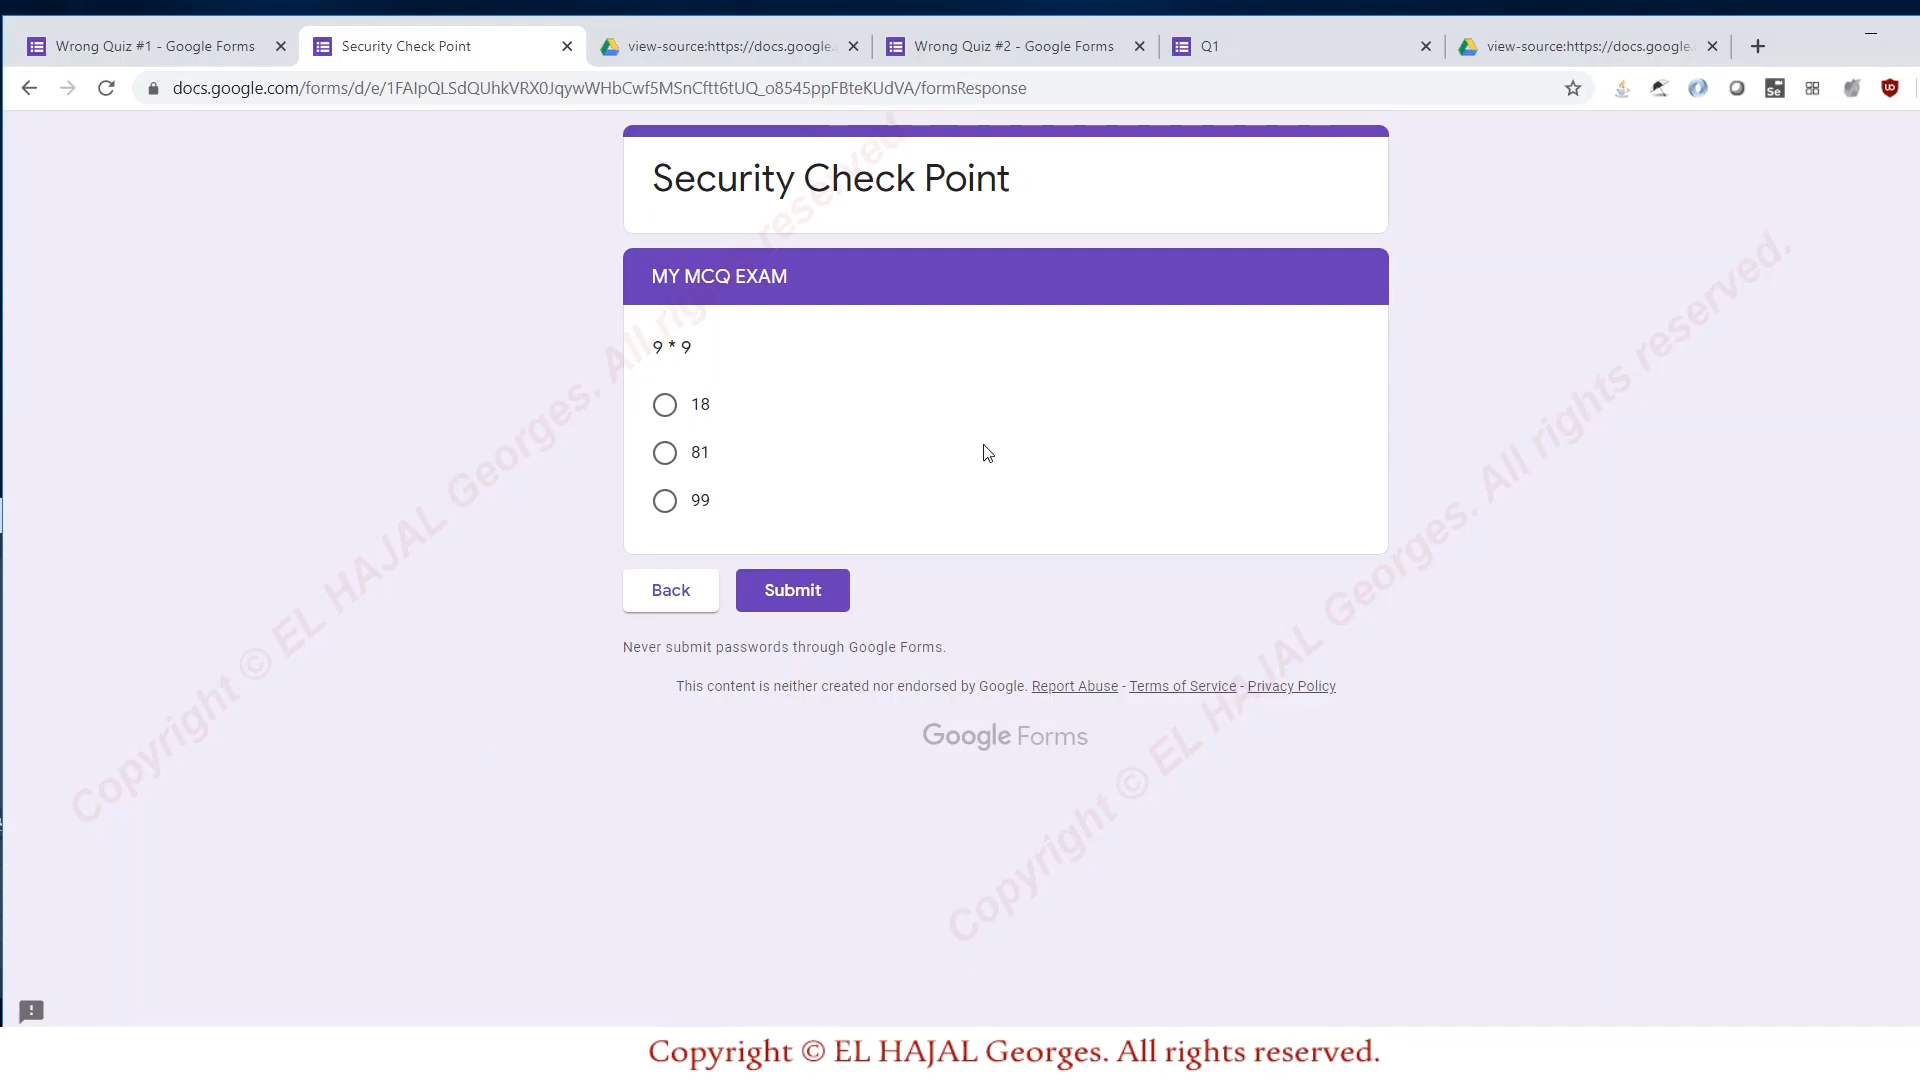 Wrong Quiz #1 - Google Forms
Security Check Point
view-source:https://docs.google.
Wrong Quiz #2 - Google Forms
Q1
view-source:https://docs.google.
docs.google.com/forms/d/e/1FAIpQLSdQUhkVRX0JqywWHbCwf5MSnCftt6tUQ_o8545ppFBteKUdVA/formResponse
Security Check Point
MY MCQ EXAM
9 * 9
18
81
99
Back
Submit
Never submit passwords through Google Forms.
This content is neither created nor endorsed by Google. Report Abuse - Terms of Service - Privacy Policy
Google Forms
Copyright © EL HAJAL Georges. All rights reserved.
Copyright © EL HAJAL Georges. All rights reserved.
Copyright © EL HAJAL Georges. All rights reserved.